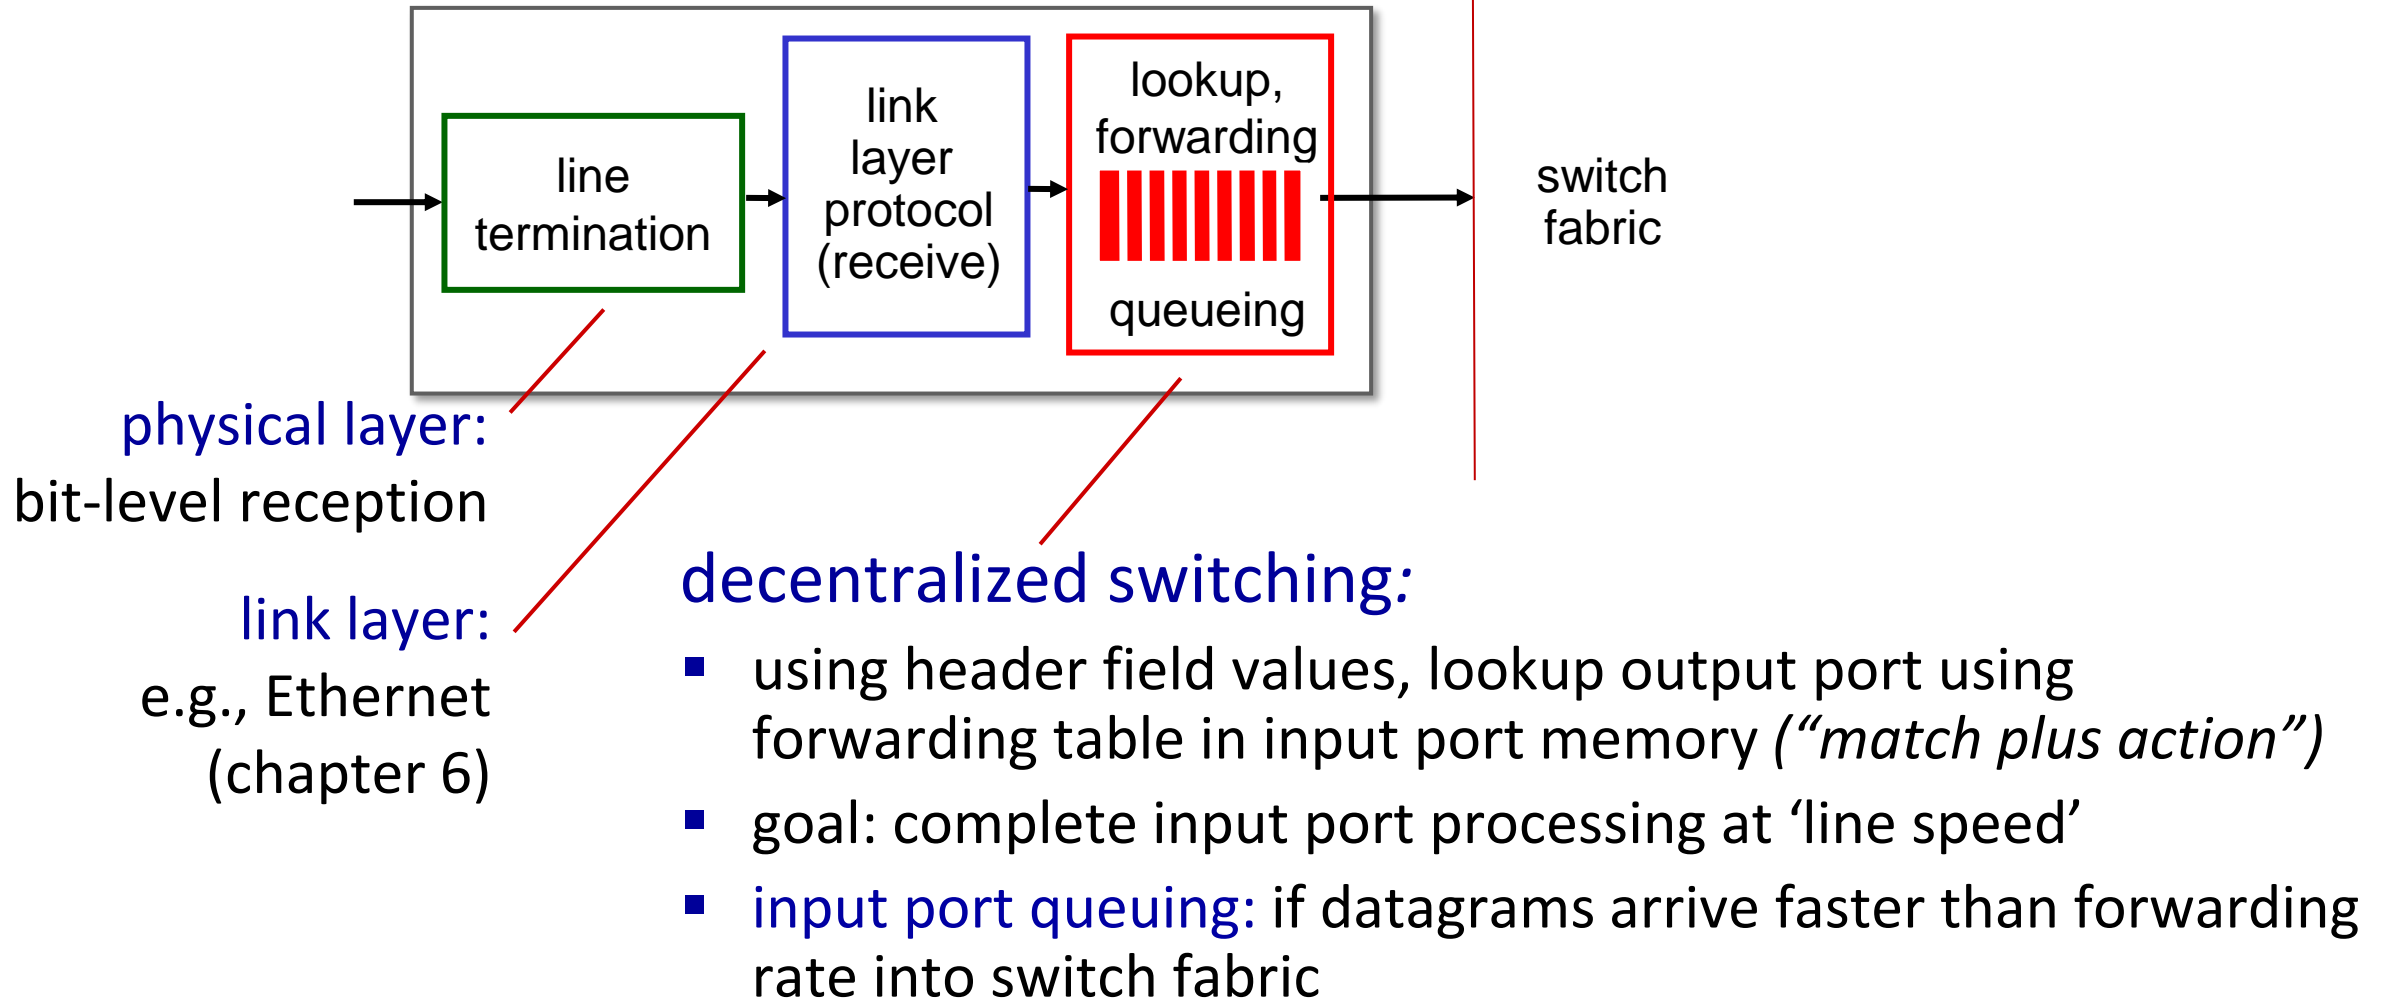 line
termination
link
layer
protocol
(receive)
lookup,
forwarding
queueing
switch
fabric
physical layer:
bit-level reception
link layer:
e.g., Ethernet
(chapter 6)
decentralized switching:
▪ using header field values, lookup output port using
forwarding table in input port memory (“match plus action”)
▪ goal: complete input port processing at ‘line speed’
▪ input port queuing: if datagrams arrive faster than forwarding
rate into switch fabric